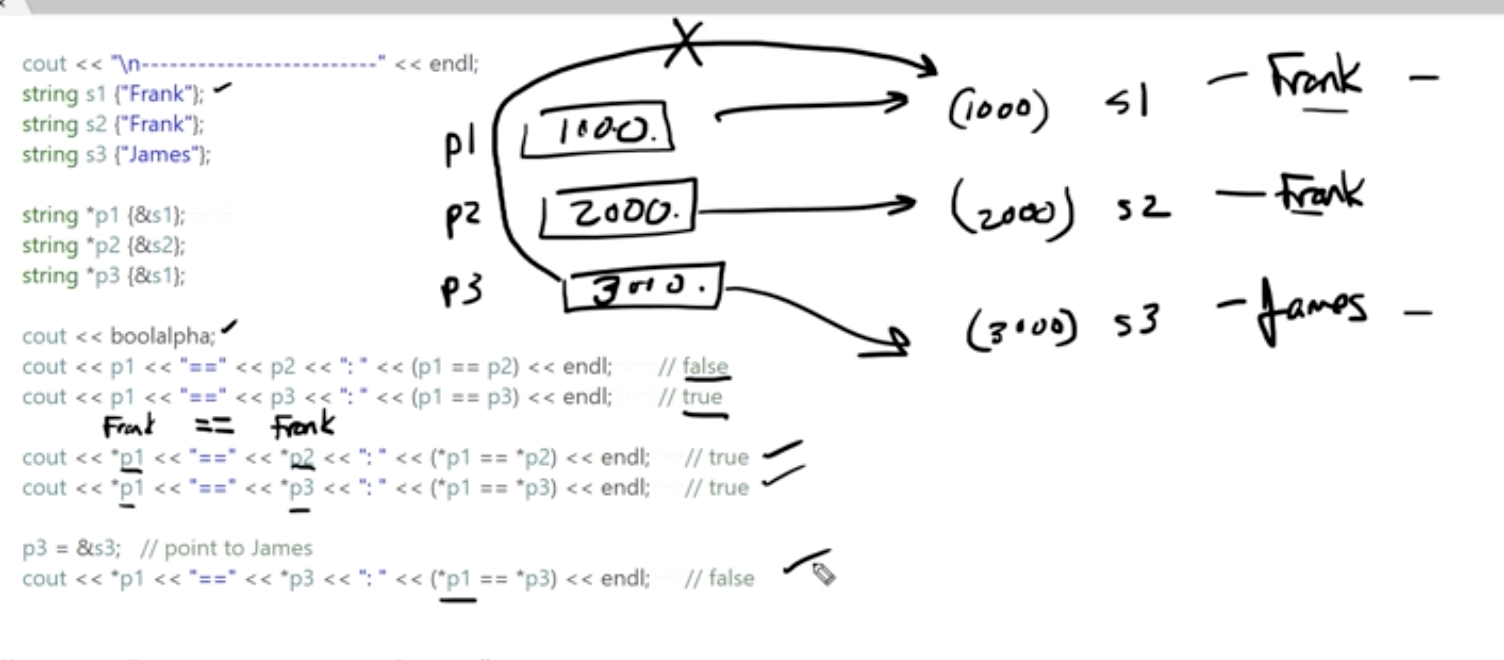 cout << "\n-------------------------" << endl;
string s1 {"Frank"};
string s2 {"Frank"};
string s3 {"James"};
string *p1 {&s1};
string *p2 {&s2};
string *p3 {&s1};
cout << boolalpha;
cout << p1 << "==" << p2 << ": " << (p1 == p2) << endl; // false
cout << p1 << "==" << p3 << ": " << (p1 == p3) << endl; // true
Frank == Frank
cout << *p1 << "==" << *p2 << ": " << (*p1 == *p2) << endl; // true
cout << *p1 << "==" << *p3 << ": " << (*p1 == *p3) << endl; // true
p3 = &s3; // point to James
cout << *p1 << "==" << *p3 << ": " << (*p1 == *p3) << endl; // false
X
p1 1000. (1000) s1 - Frank -
p2 2000. (2000) s2 - Frank
p3 3000. (3000) s3 - James -